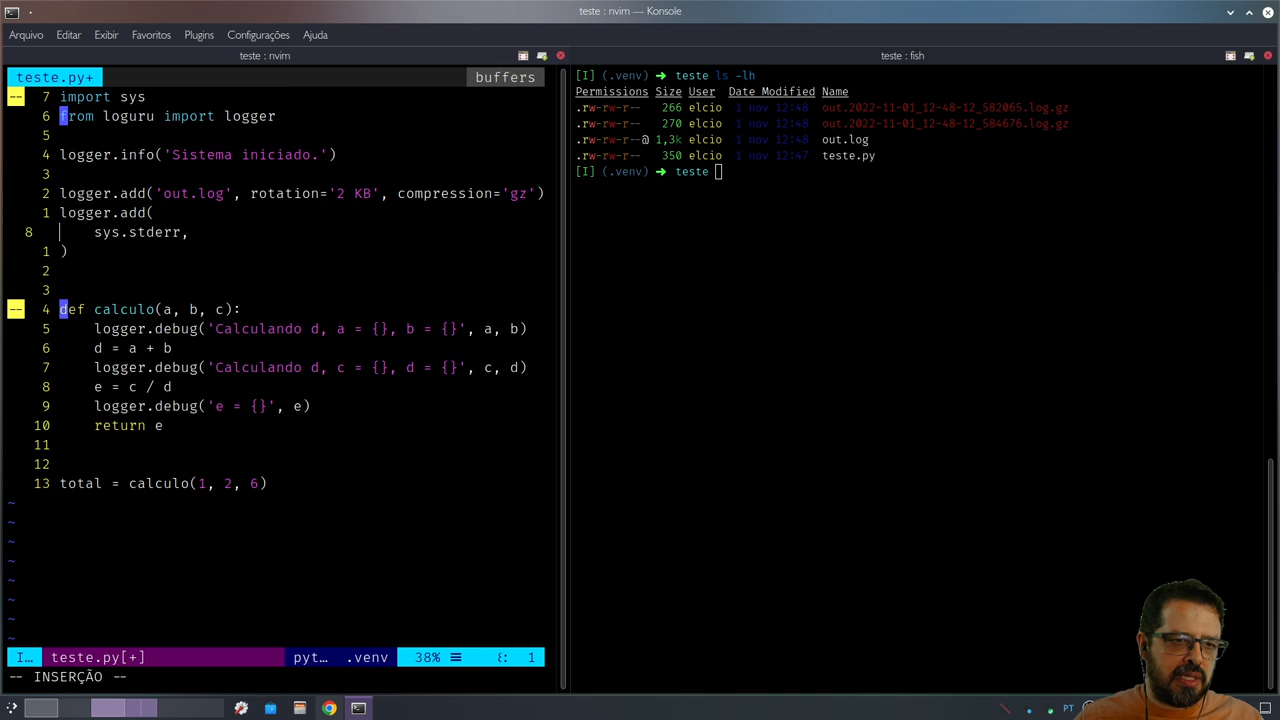 teste : nvim — Konsole
Arquivo Editar Exibir Favoritos Plugins Configurações Ajuda
teste : nvim
teste.py+ buffers
-- 7 import sys
6 from loguru import logger
5
4 logger.info('Sistema iniciado.')
3
2 logger.add('out.log', rotation='2 KB', compression='gz')
1 logger.add(
8 sys.stderr,
1 )
2
3
-- 4 def calculo(a, b, c):
5 logger.debug('Calculando d, a = {}, b = {}', a, b)
6 d = a + b
7 logger.debug('Calculando d, c = {}, d = {}', c, d)
8 e = c / d
9 logger.debug('e = {}', e)
10 return e
11
12
13 total = calculo(1, 2, 6)
~
~
~
~
~
~
~
~
I… teste.py[+] pyt… .venv 38% ☰ 1
-- INSERÇÃO --
teste : fish
[I] (.venv) ➜ teste ls -lh
Permissions Size User Date Modified Name
.rw-rw-r-- 266 elcio 1 nov 12:48 out.2022-11-01_12-48-12_582065.log.gz
.rw-rw-r-- 270 elcio 1 nov 12:48 out.2022-11-01_12-48-12_584676.log.gz
.rw-rw-r--@ 1,3k elcio 1 nov 12:48 out.log
.rw-rw-r-- 350 elcio 1 nov 12:47 teste.py
[I] (.venv) ➜ teste
PT